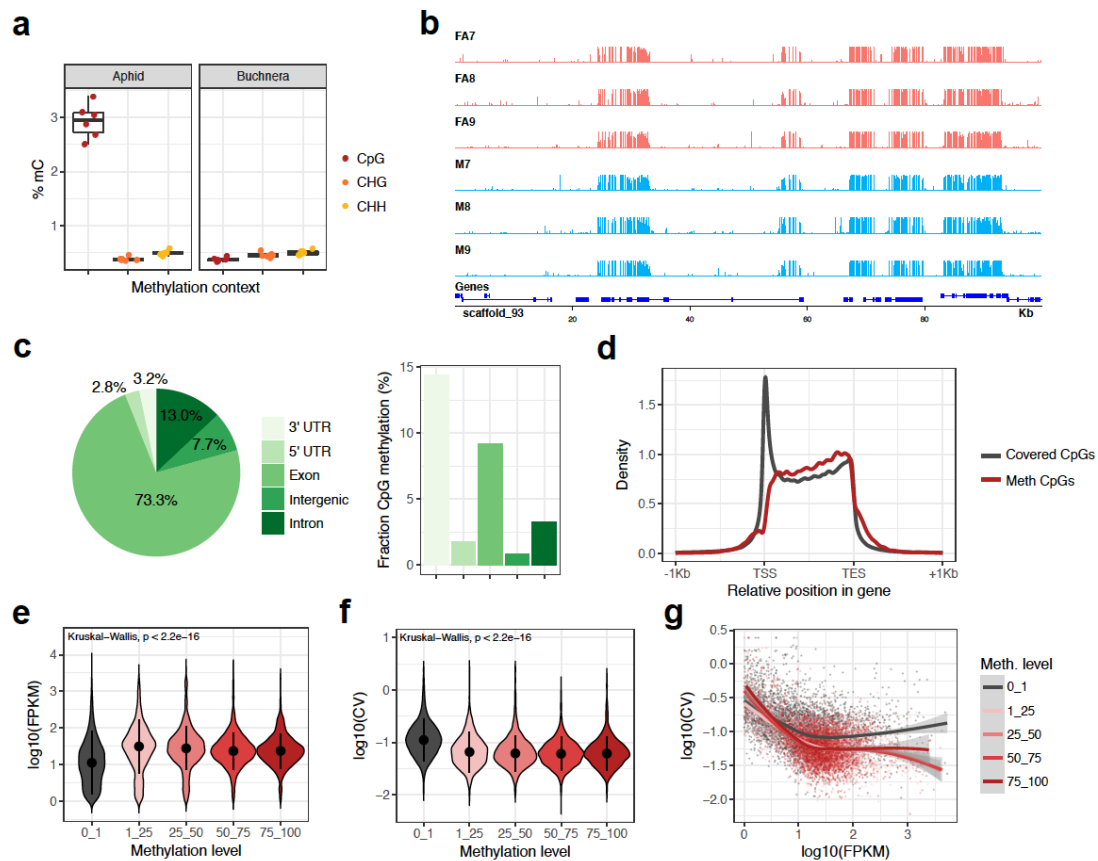 a
Aphid
Buchnera
3
2
1
% mC
Methylation context
CpG
CHG
CHH
b
FA7
FA8
FA9
M7
M8
M9
Genes
scaffold_93
20
40
60
80
Kb
c
2.8%
3.2%
13.0%
7.7%
73.3%
3' UTR
5' UTR
Exon
Intergenic
Intron
Fraction CpG methylation (%)
15
10
5
0
d
Density
1.5
1.0
0.5
0.0
-1Kb
TSS
TES
+1Kb
Relative position in gene
Covered CpGs
Meth CpGs
e
Kruskal-Wallis, p < 2.2e-16
log10(FPKM)
4
3
2
1
0
0_1
1_25
25_50
50_75
75_100
Methylation level
f
Kruskal-Wallis, p < 2.2e-16
log10(CV)
1
0
−1
−2
0_1
1_25
25_50
50_75
75_100
Methylation level
g
log10(CV)
0.5
0.0
−0.5
−1.0
−1.5
−2.0
0
1
2
3
log10(FPKM)
Meth. level
0_1
1_25
25_50
50_75
75_100